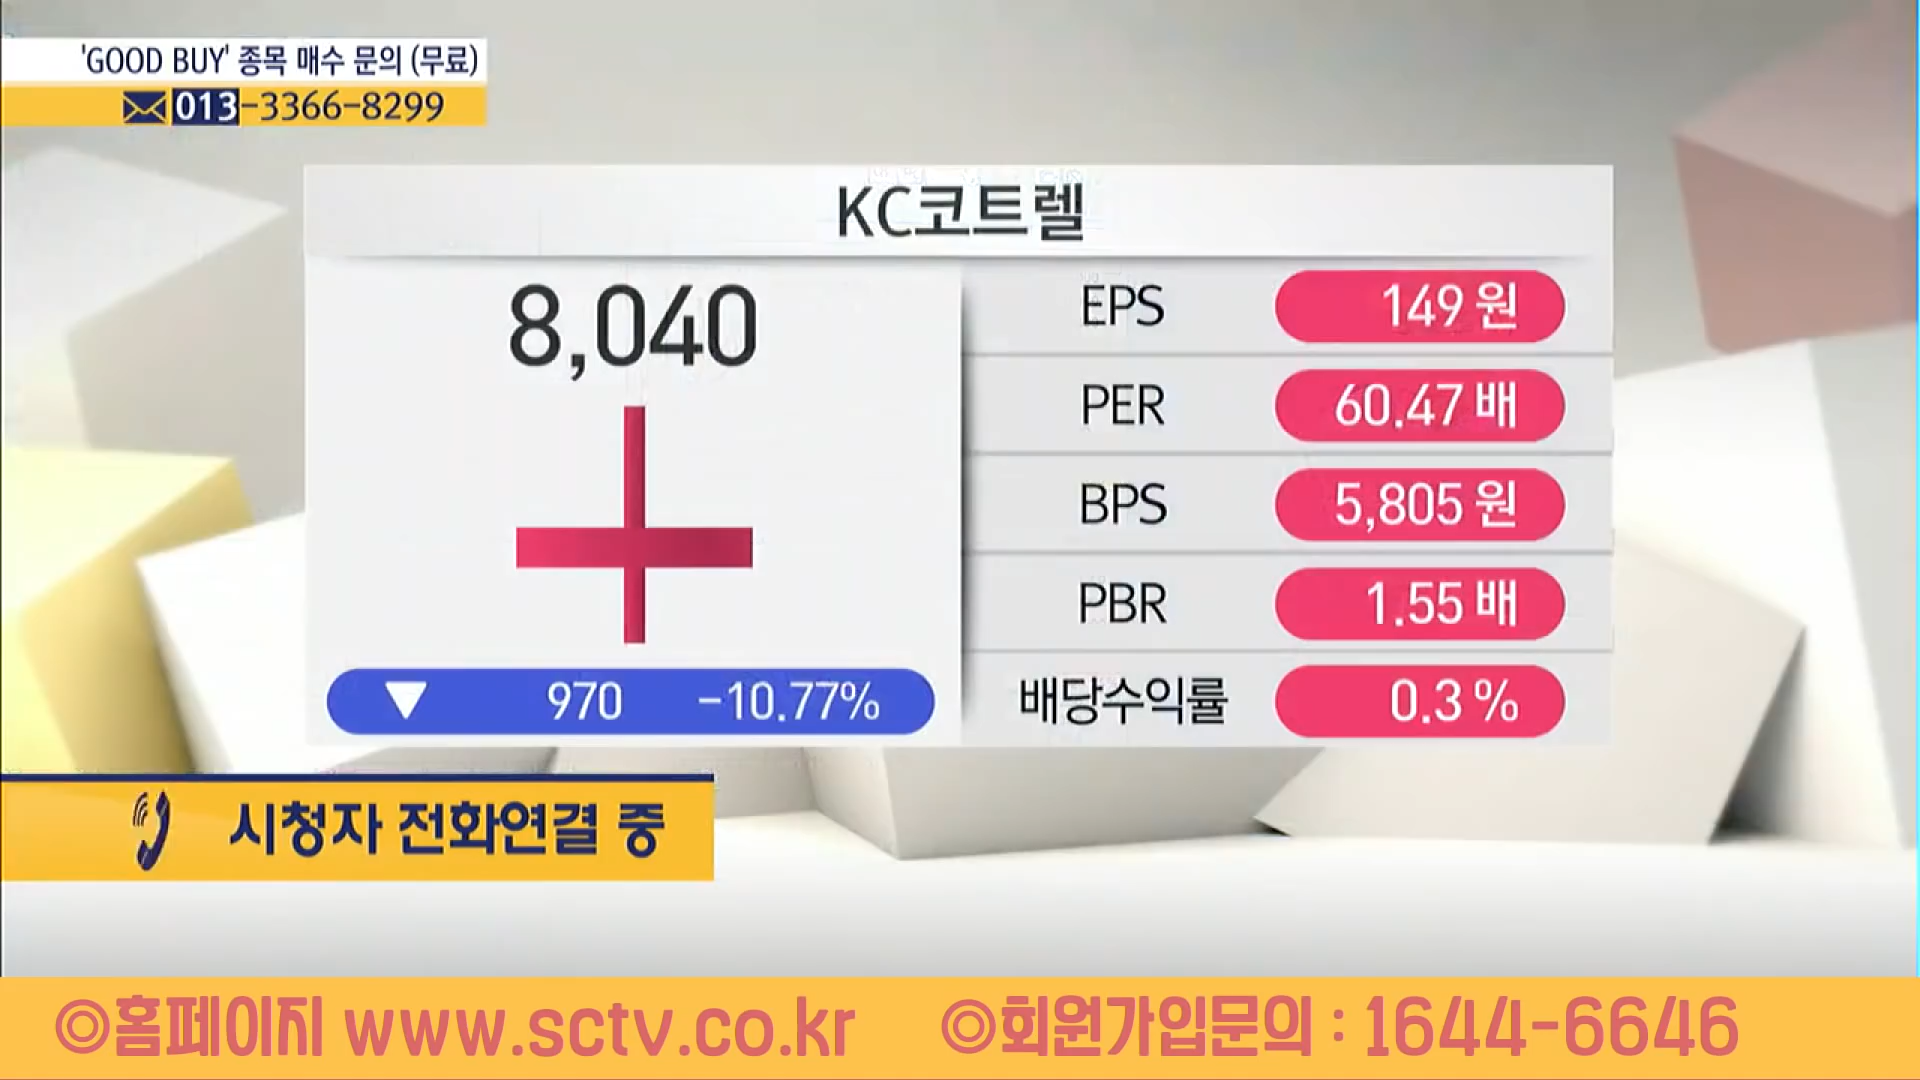 'GOOD BUY' 종목 매수 문의 (무료)
013-3366-8299
KC코트렐
8,040
▼ 970 -10.77%
EPS 149 원
PER 60.47 배
BPS 5,805 원
PBR 1.55 배
배당수익률 0.3 %
시청자 전화연결 중
◎홈페이지 www.sctv.co.kr ◎회원가입문의 : 1644-6646